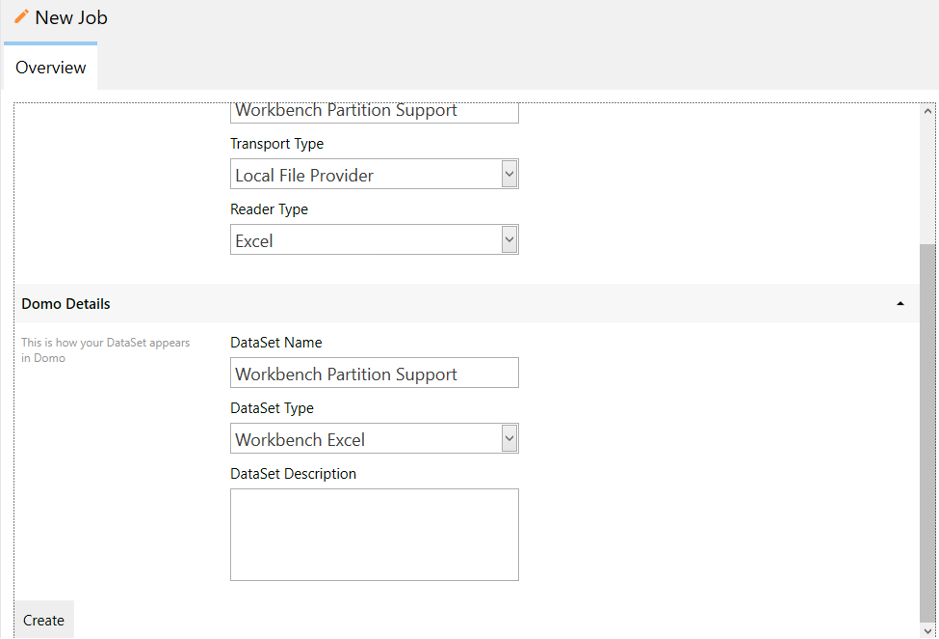 New Job
Overview
Workbench Partition Support
Transport Type
Local File Provider
Reader Type
Excel
Domo Details
This is how your DataSet appears
in Domo
DataSet Name
Workbench Partition Support
DataSet Type
Workbench Excel
DataSet Description
Create